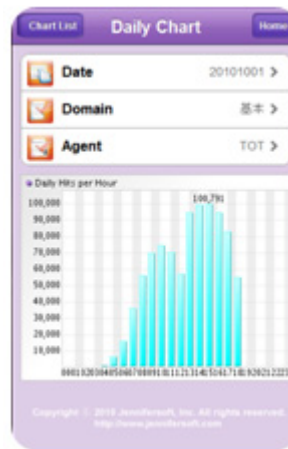 Chart List Daily Chart Home
Date 20101001
Domain 基本
Agent TOT
Daily Hits per Hour
100,791
100,000
90,000
80,000
70,000
60,000
50,000
40,000
30,000
20,000
10,000
000102030405060708091011121314151617181920212223
Copyright © 2010 Jennifersoft, Inc. All rights reserved.
http://www.jennifersoft.com